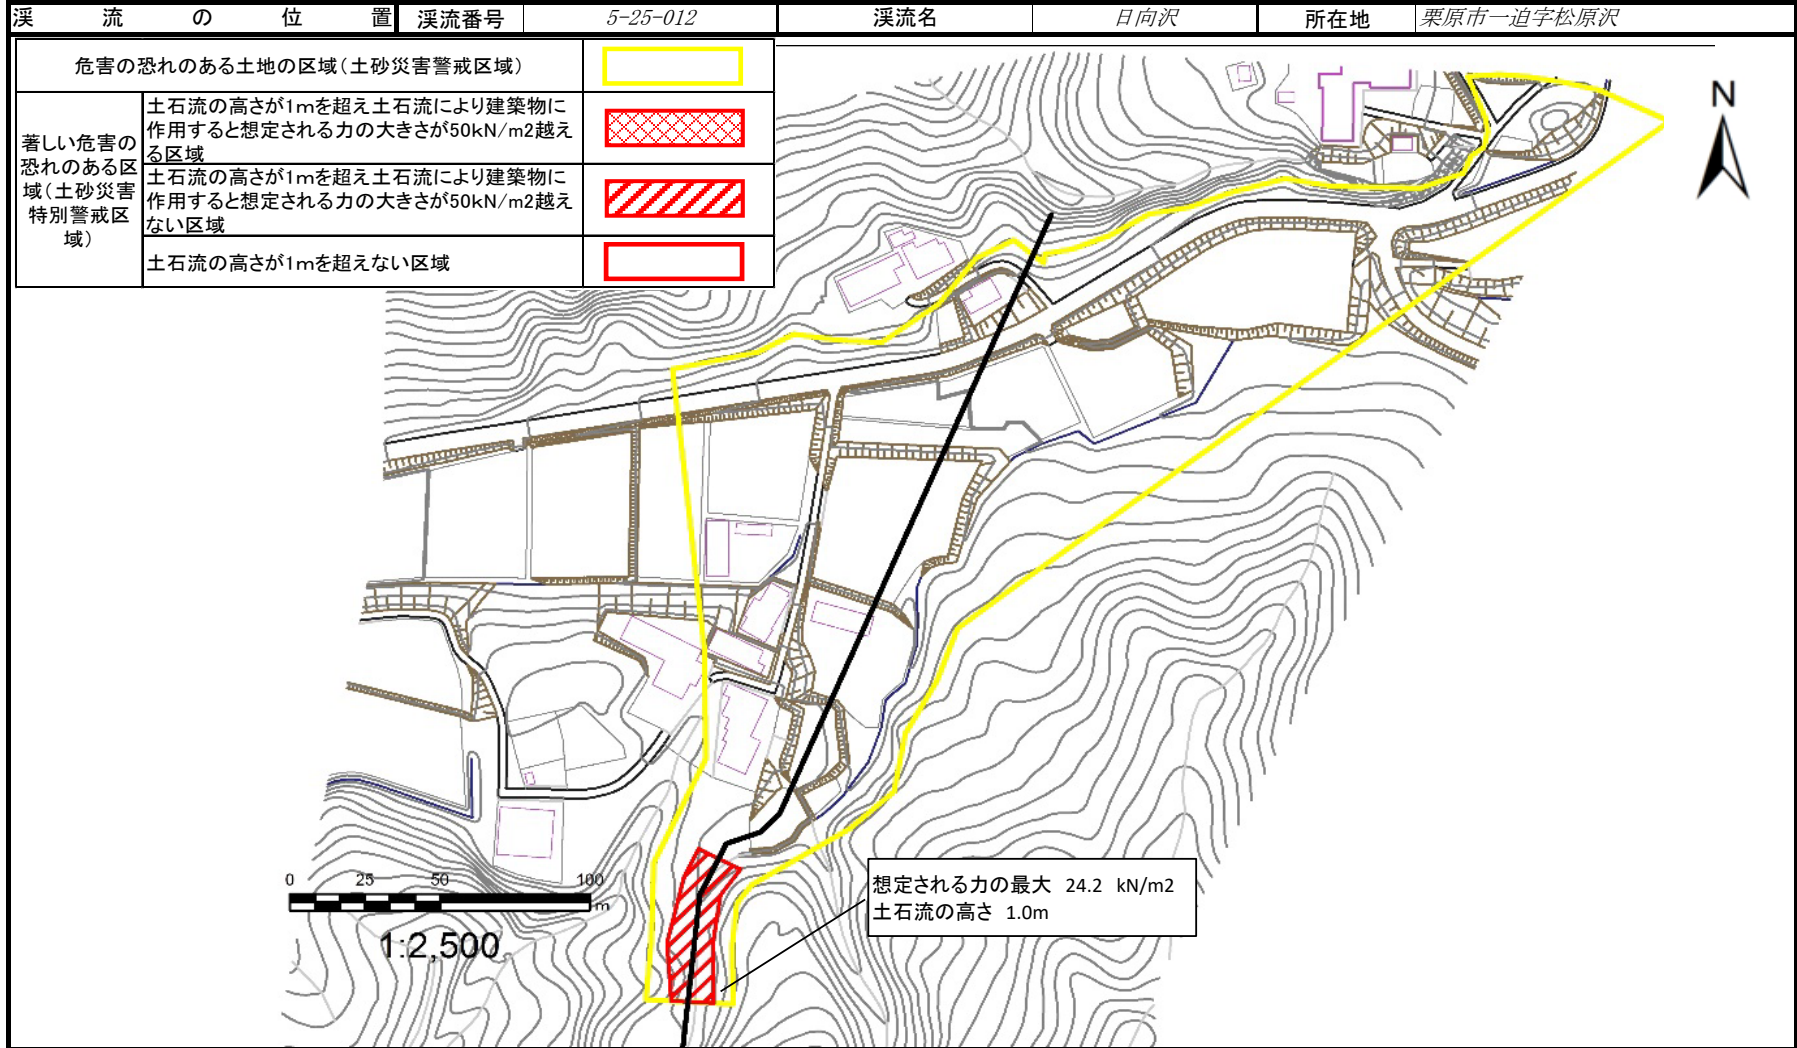 渓流の位置 渓流番号 5-25-012 渓流名 日向沢 所在地 栗原市一迫字松原沢
危害の恐れのある土地の区域(土砂災害警戒区域)
著しい危害の
恐れのある区
域(土砂災害
特別警戒区
域)
土石流の高さが1mを超え土石流により建築物に
作用すると想定される力の大きさが50kN/m2越え
る区域
土石流の高さが1mを超え土石流により建築物に
作用すると想定される力の大きさが50kN/m2越え
ない区域
土石流の高さが1mを超えない区域
N
想定される力の最大 24.2 kN/m2
土石流の高さ 1.0m
0 25 50 100
m
1:2,500